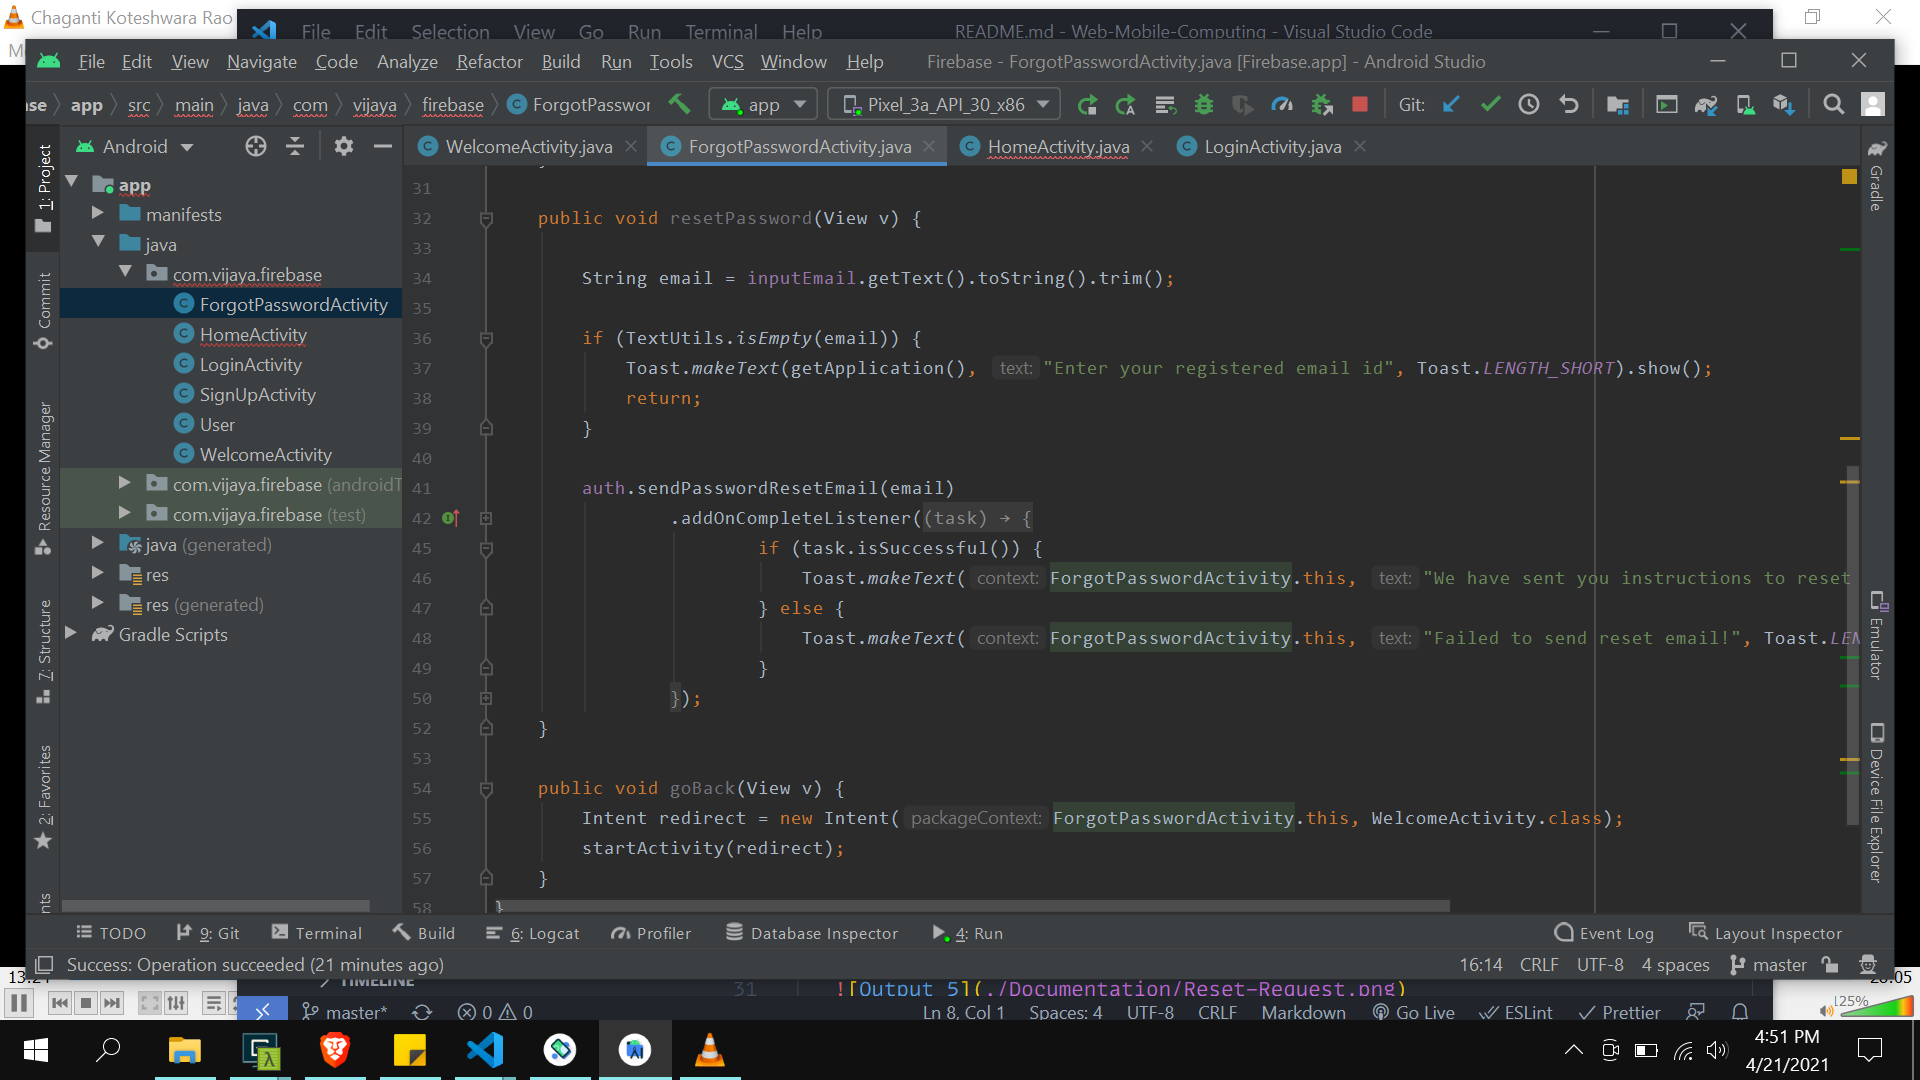 Chaganti Koteshwara Rao
File Edit Selection View Go Run Terminal Help README.md - Web-Mobile-Computing - Visual Studio Code
File Edit View Navigate Code Analyze Refactor Build Run Tools VCS Window Help Firebase - ForgotPasswordActivity.java [Firebase.app] - Android Studio
app src main java com vijaya firebase app Pixel_3a_API_30_x86 Git:
Android WelcomeActivity.java ForgotPasswordActivity.java HomeActivity.java LoginActivity.java
1: Project
Commit
Resource Manager
7: Structure
2: Favorites
app
manifests
java
com.vijaya.firebase
ForgotPasswordActivity
HomeActivity
LoginActivity
SignUpActivity
User
WelcomeActivity
com.vijaya.firebase
com.vijaya.firebase (test)
java (generated)
res
res (generated)
Gradle Scripts
31
32 public void resetPassword(View v) {
33
34 String email = inputEmail.getText().toString().trim();
35
36 if (TextUtils.isEmpty(email)) {
37 Toast.makeText(getApplication(), text: "Enter your registered email id", Toast.LENGTH_SHORT).show();
38 return;
39 }
40
41 auth.sendPasswordResetEmail(email)
42 .addOnCompleteListener((task) → {
45 if (task.isSuccessful()) {
46 Toast.makeText( context: ForgotPasswordActivity.this, text: "We have sent you instructions to reset
47 } else {
48 Toast.makeText( context: ForgotPasswordActivity.this, text: "Failed to send reset email!", Toast.LEN
49 }
50 });
52 }
53
54 public void goBack(View v) {
55 Intent redirect = new Intent( packageContext: ForgotPasswordActivity.this, WelcomeActivity.class);
56 startActivity(redirect);
57 }
58 }
Gradle
Emulator
Device File Explorer
TODO 9: Git Terminal Build 6: Logcat Profiler Database Inspector 4: Run Event Log Layout Inspector
Success: Operation succeeded (21 minutes ago) 16:14 CRLF UTF-8 4 spaces master
TIMELINE
31 ![Output 5](./Documentation/Reset-Request.png)
125%
master* 0 0 Ln 8, Col 1 Spaces: 4 UTF-8 CRLF Markdown Go Live ESLint Prettier
4:51 PM
4/21/2021